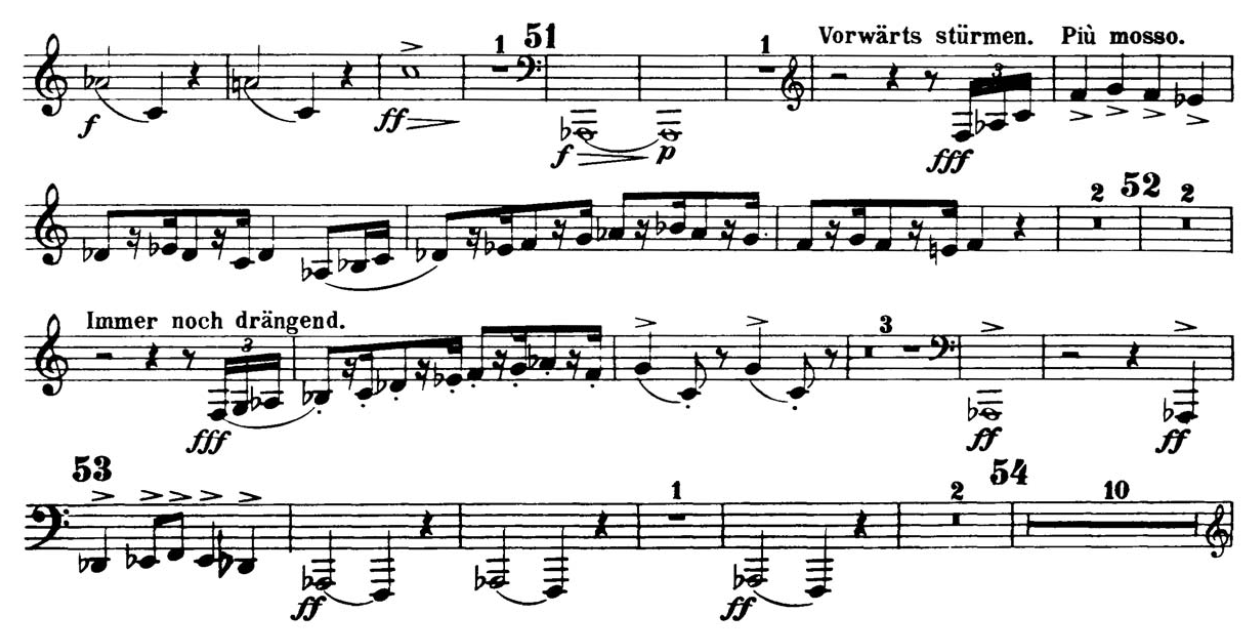 1 51 1 Vorwärts stürmen. Più mosso.
f ff f p 3 fff
2 52 2
Immer noch drängend.
3 3
fff ff ff
53 1 2 54 10
ff ff